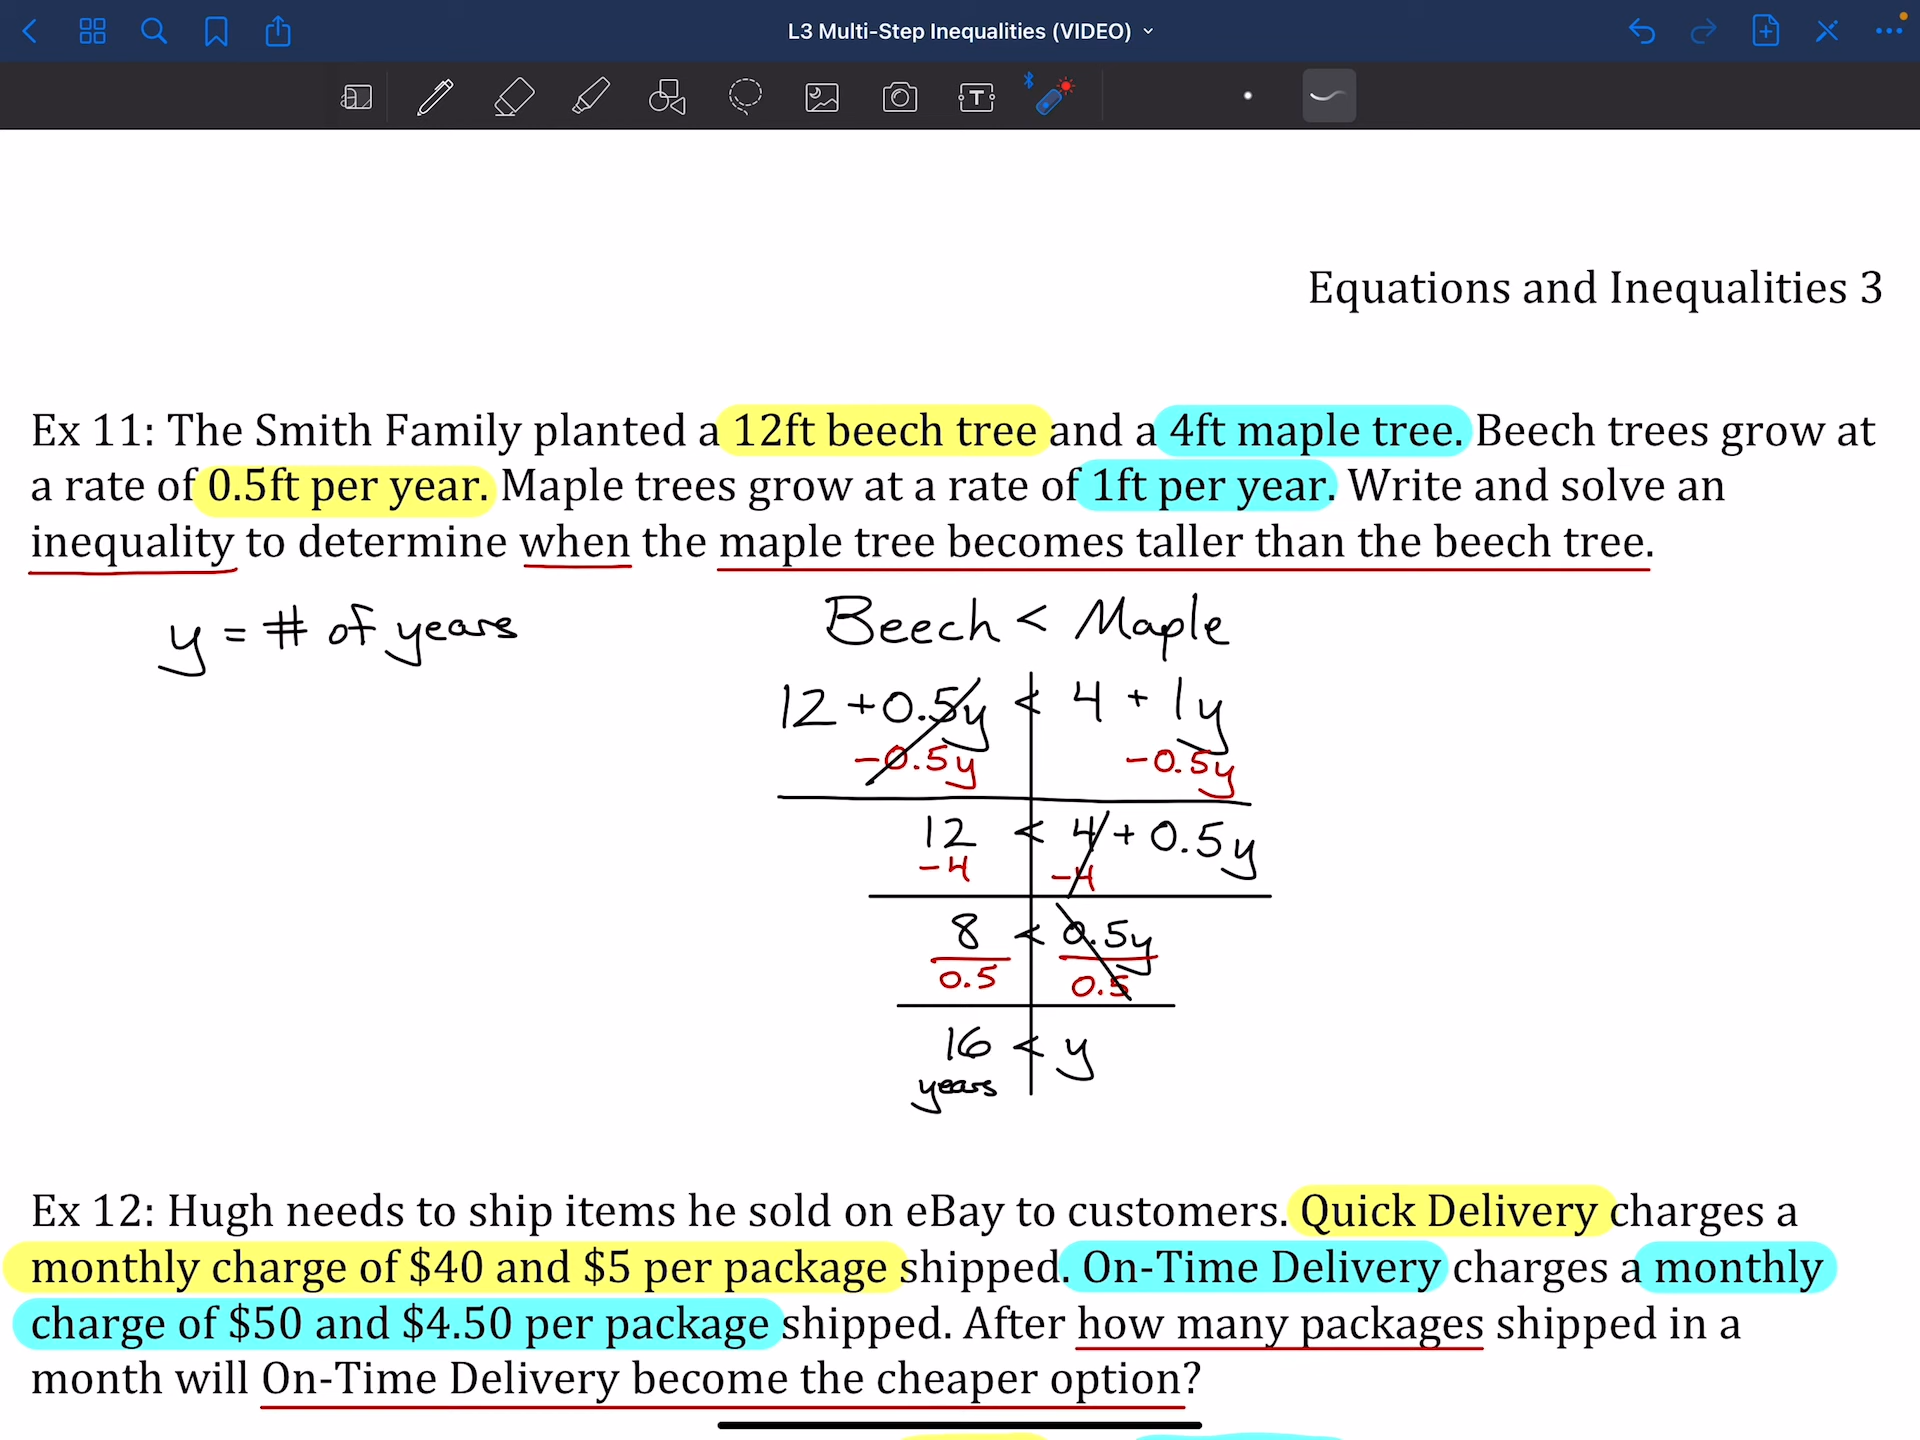 L3 Multi-Step Inequalities (VIDEO)
Equations and Inequalities 3
Ex 11: The Smith Family planted a 12ft beech tree and a 4ft maple tree. Beech trees grow at
a rate of 0.5ft per year. Maple trees grow at a rate of 1ft per year. Write and solve an
inequality to determine when the maple tree becomes taller than the beech tree.
y = # of years
Beech < Maple
12 + 0.5y < 4 + 1y
-0.5y -0.5y
12 < 4 + 0.5y
-4 -4
8 < 0.5y
0.5 0.5
16 < y
years
Ex 12: Hugh needs to ship items he sold on eBay to customers. Quick Delivery charges a
monthly charge of $40 and $5 per package shipped. On-Time Delivery charges a monthly
charge of $50 and $4.50 per package shipped. After how many packages shipped in a
month will On-Time Delivery become the cheaper option?